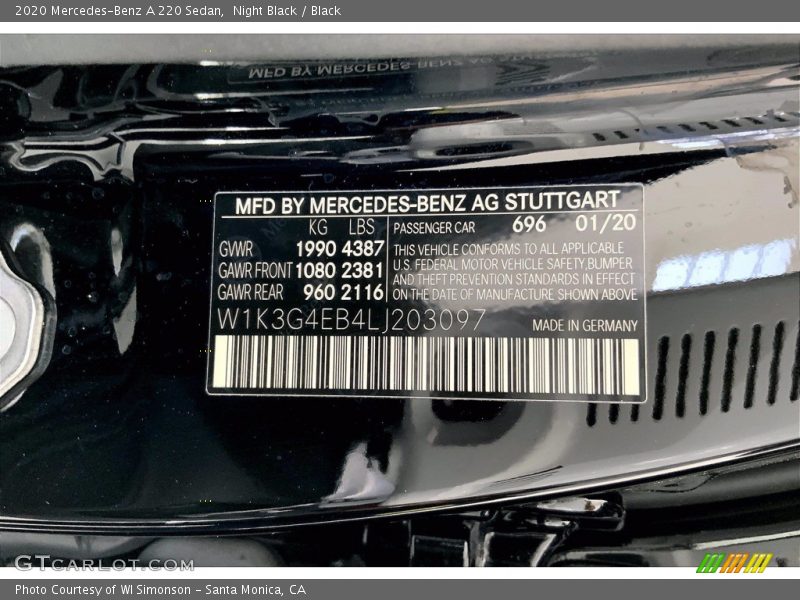 2020 Mercedes-Benz A 220 Sedan, Night Black / Black
MFD BY MERCEDES-BENZ AG
MFD BY MERCEDES-BENZ AG STUTTGART
KG LBS PASSENGER CAR 696 01/20
GVWR 1990 4387 THIS VEHICLE CONFORMS TO ALL APPLICABLE
U.S. FEDERAL MOTOR VEHICLE SAFETY,BUMPER
GAWR FRONT 1080 2381 AND THEFT PREVENTION STANDARDS IN EFFECT
GAWR REAR 960 2116 ON THE DATE OF MANUFACTURE SHOWN ABOVE
W1K3G4EB4LJ203097 MADE IN GERMANY
GTcarlot.com
Photo Courtesy of WI Simonson - Santa Monica, CA